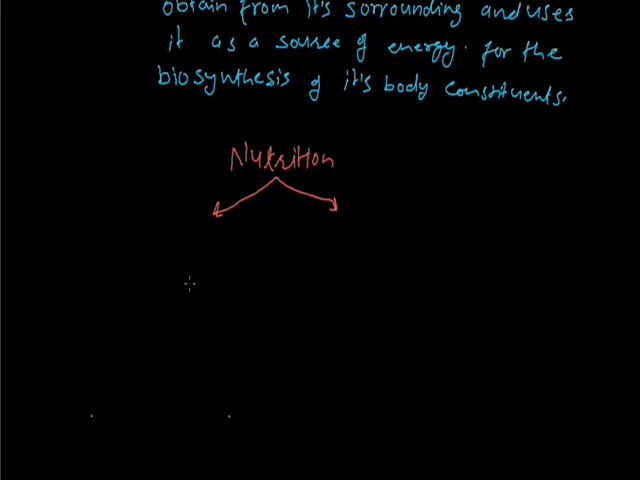 obtain from it's sorrounding and uses
it as a source of energy. for the
biosynthesis of it's body constituents.
Nutrition